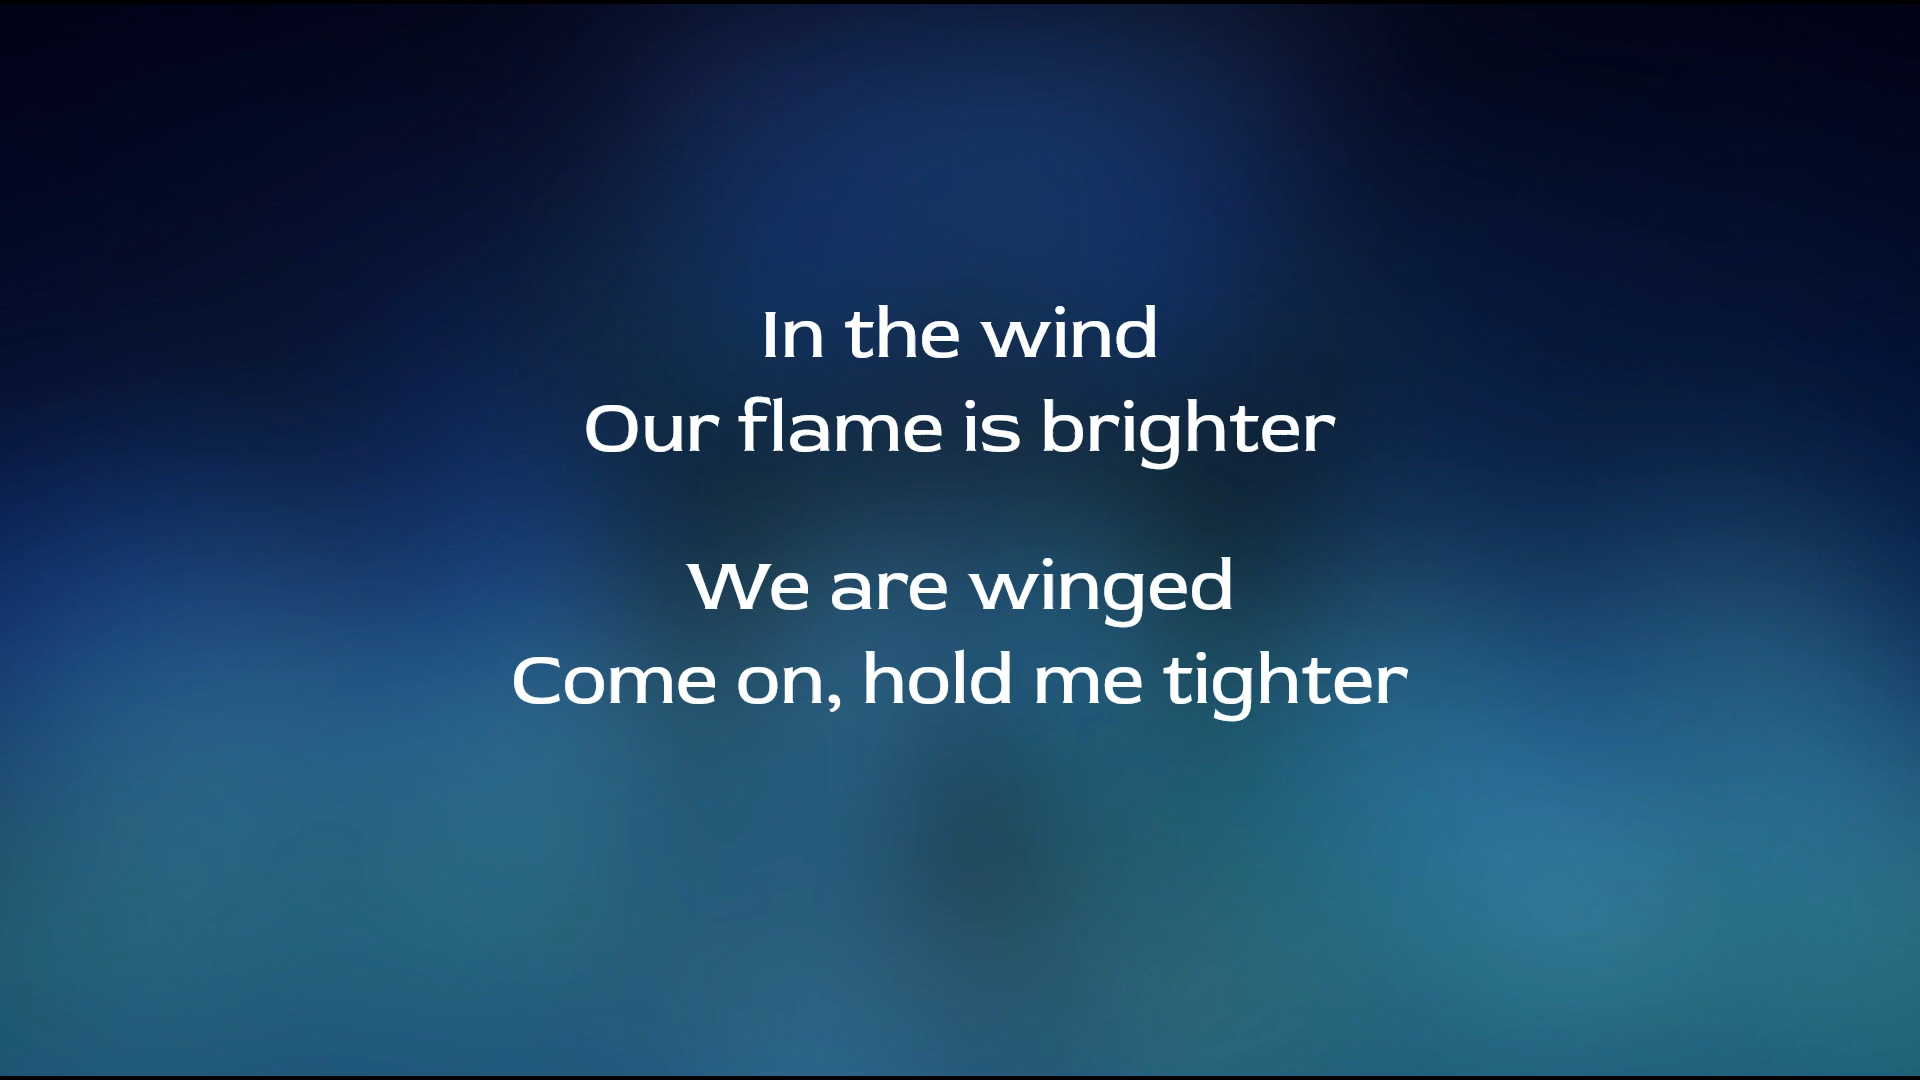 In the wind
Our flame is brighter
We are winged
Come on, hold me tighter